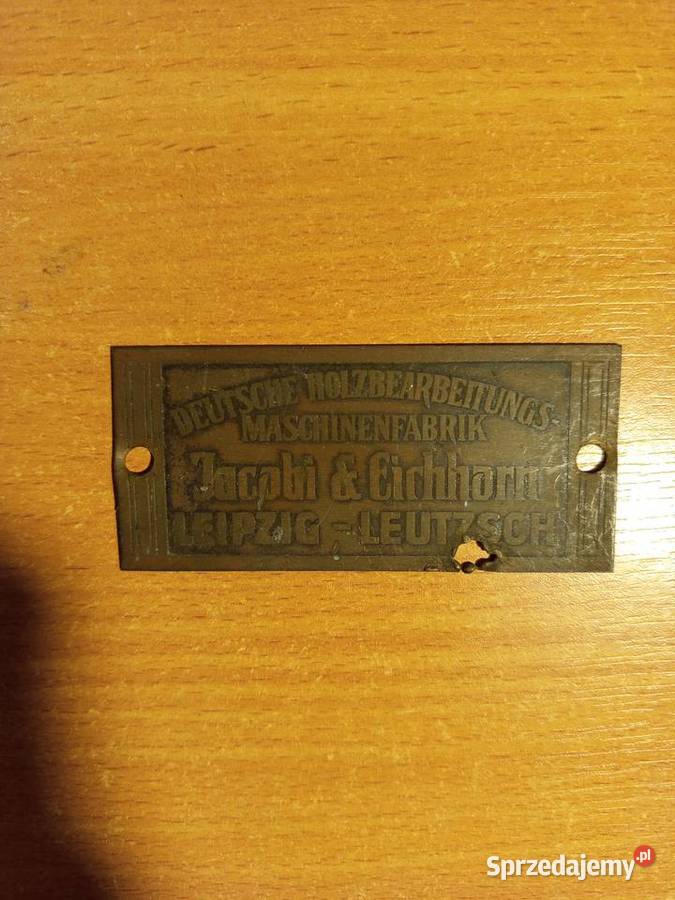 DEUTSCHE HOLZBEARBEITUNGS-
MASCHINENFABRIK
Jacobi & Eichhorn
LEIPZIG-LEUTZSCH
Sprzedajemy.pl